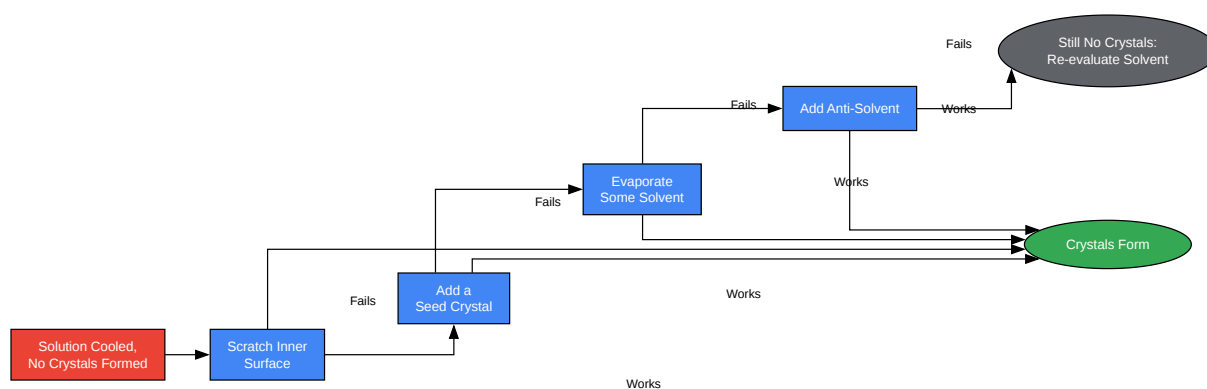 Fails
Still No Crystals:
Re-evaluate Solvent
Fails
Add Anti-Solvent
Works
Evaporate
Some Solvent
Works
Fails
Crystals Form
Add a
Seed Crystal
Fails
Works
Solution Cooled,
No Crystals Formed
Scratch Inner
Surface
Works